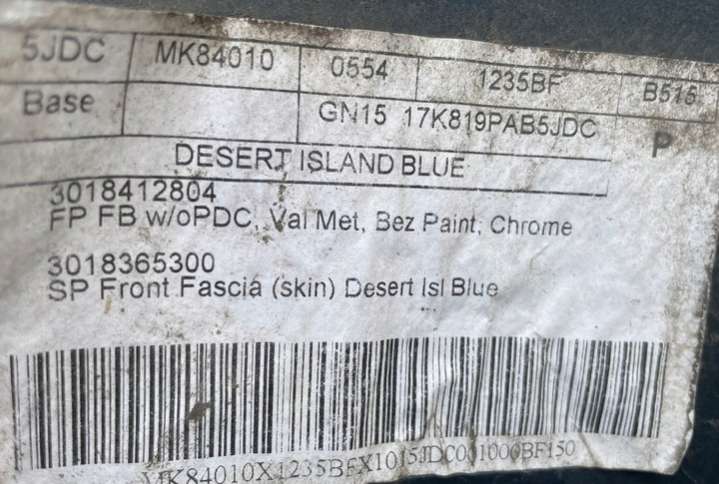 5JDC MK84010 0554 1235BF B515
Base GN15 17K819PAB5JDC P
DESERT ISLAND BLUE
3018412804
FP FB w/oPDC, Val Met, Bez Paint, Chrome
3018365300
SP Front Fascia (skin) Desert Isl Blue
MK84010X1235BFX1015JDC001000BF150